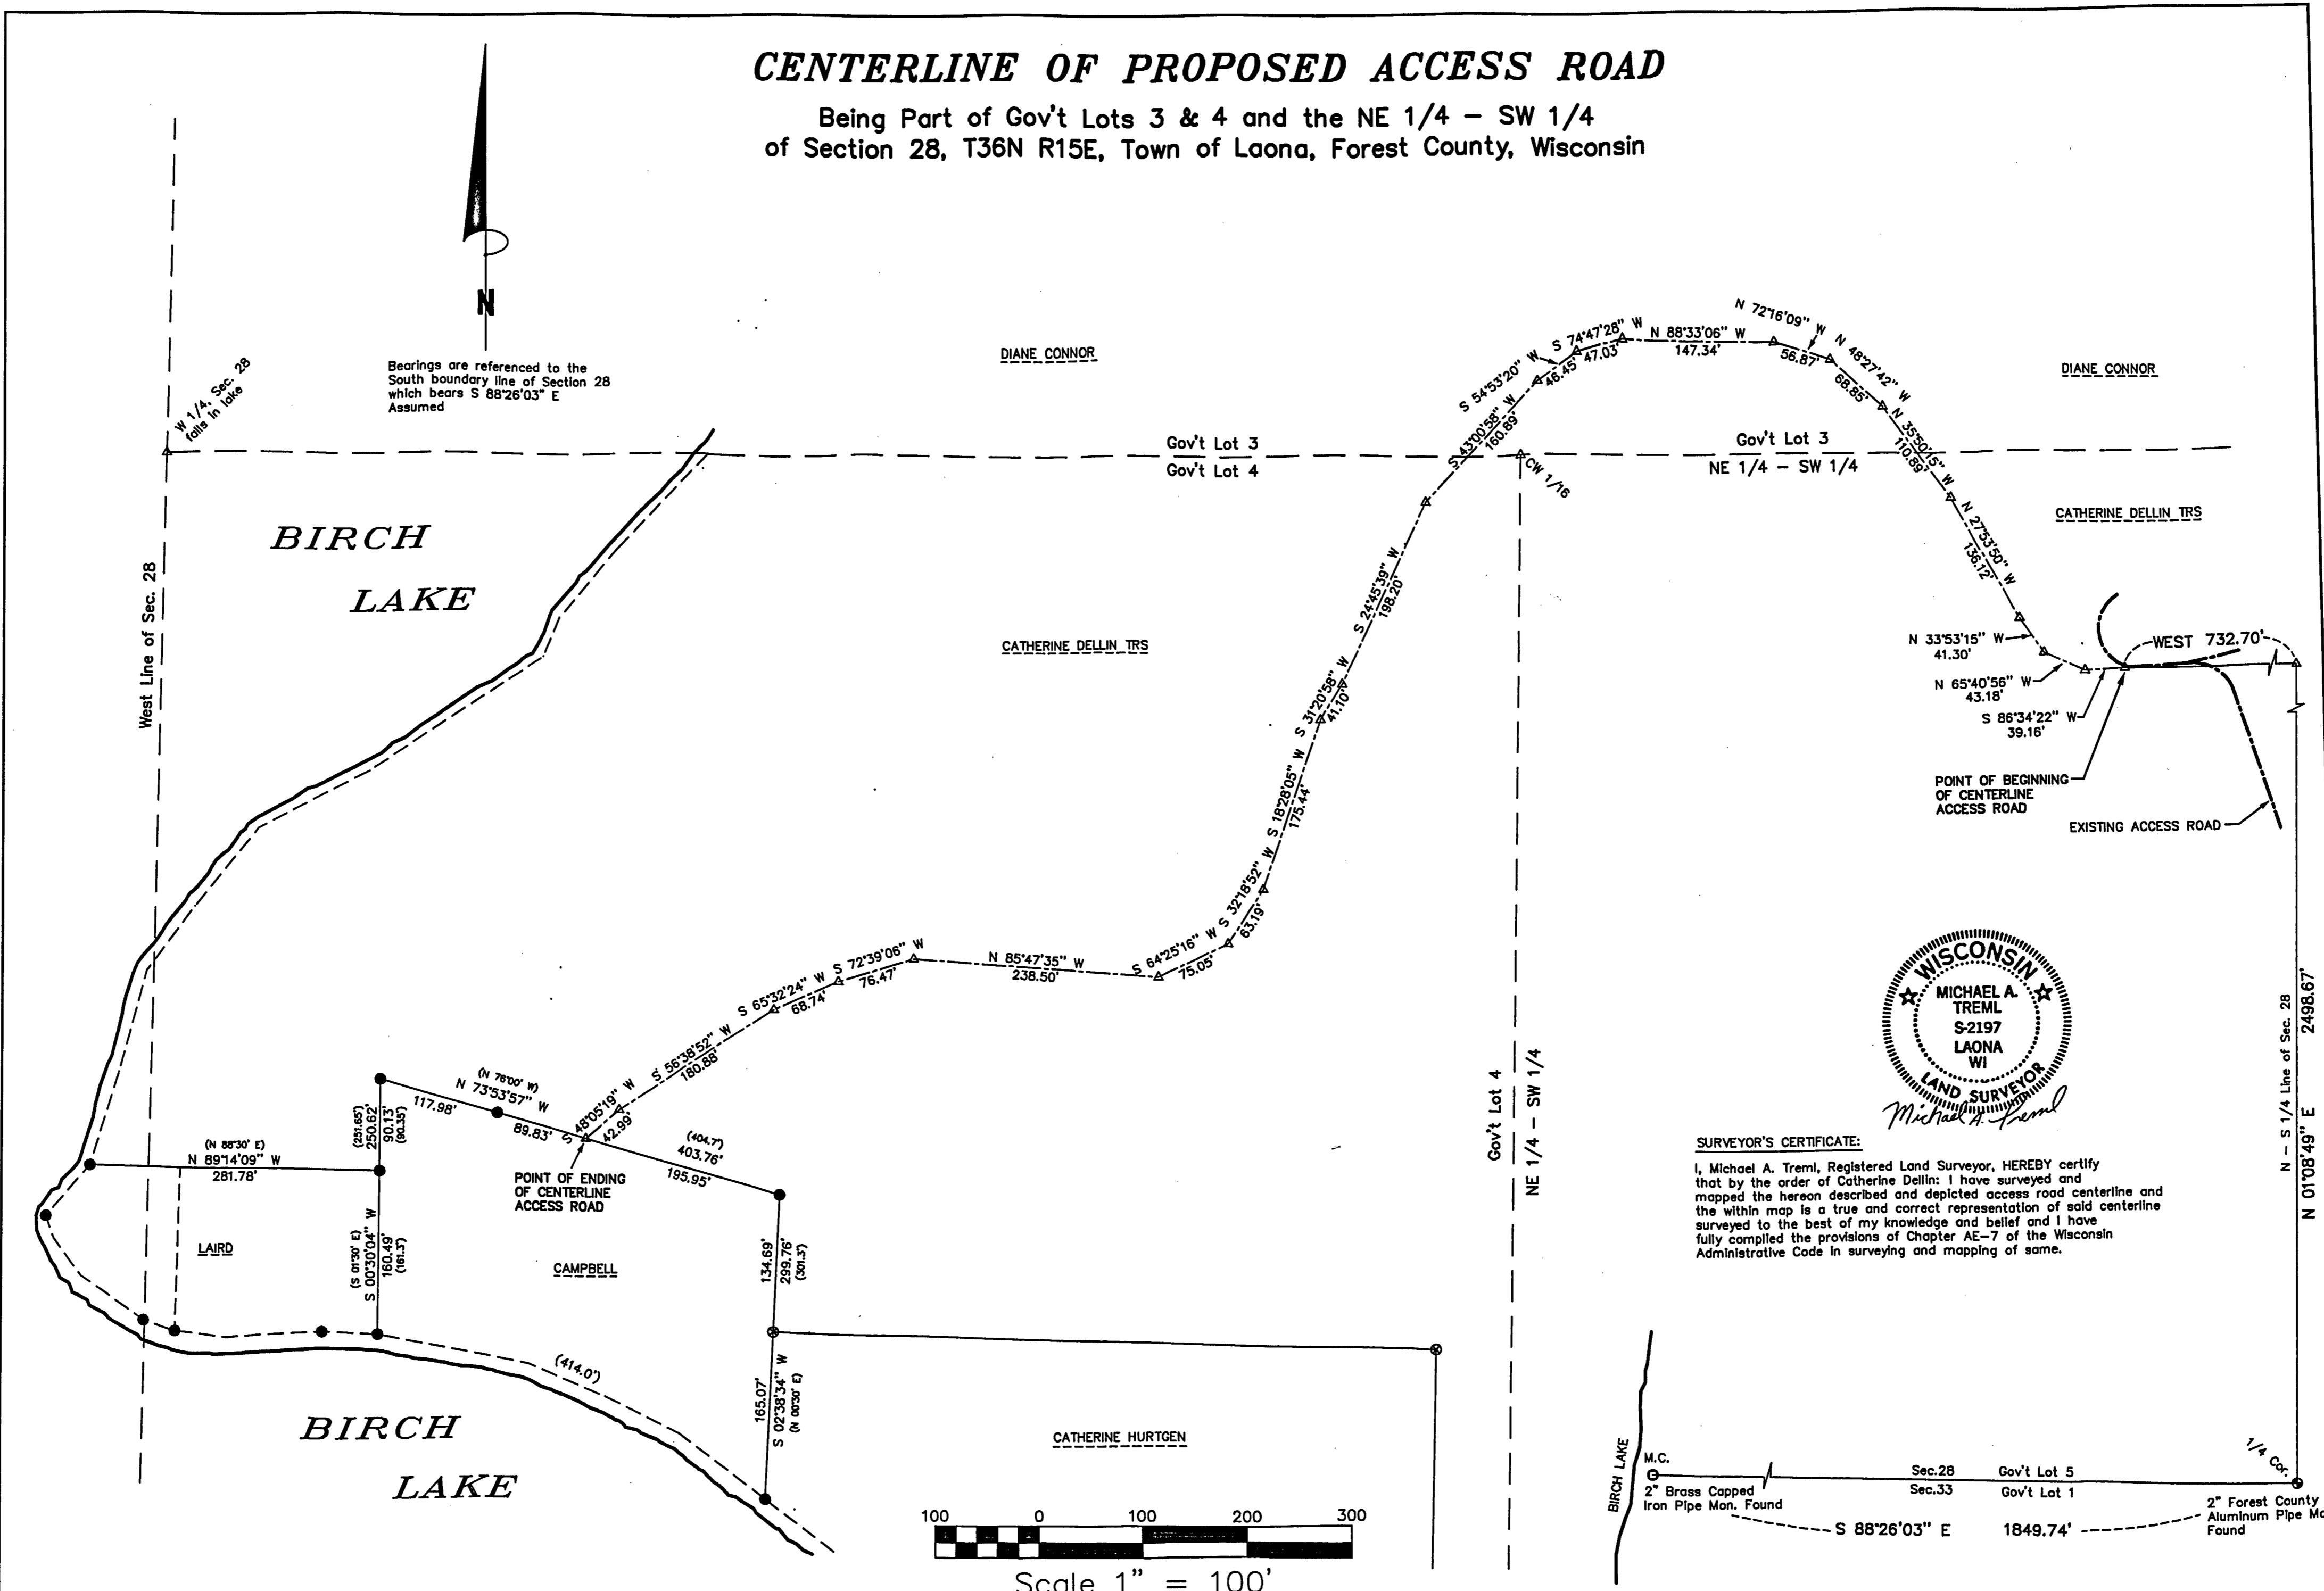 CENTERLINE OF PROPOSED ACCESS ROAD
Being Part of Gov't Lots 3 & 4 and the NE 1/4 – SW 1/4
of Section 28, T36N R15E, Town of Laona, Forest County, Wisconsin
N
Bearings are referenced to the
South boundary line of Section 28
which bears S 88°26'03" E
Assumed
W 1/4, Sec. 28
falls in lake
West Line of Sec. 28
DIANE CONNOR
Gov't Lot 3
Gov't Lot 4
BIRCH
LAKE
CATHERINE DELLIN TRS
S 54°53'20" W
46.45'
S 74°47'28" W
47.03'
N 88°33'06" W
147.34'
N 72°16'09" W
56.87'
N 48°27'42" W
68.85'
DIANE CONNOR
S 43°00'58" W
160.89'
N 35°50'15" W
110.89'
Gov't Lot 3
NE 1/4 – SW 1/4
CW 1/16
CATHERINE DELLIN TRS
N 27°53'50" W
136.12'
S 24°45'39" W
198.20'
N 33°53'15" W
41.30'
WEST 732.70'
N 65°40'56" W
43.18'
S 86°34'22" W
39.16'
POINT OF BEGINNING
OF CENTERLINE
ACCESS ROAD
EXISTING ACCESS ROAD
S 31°20'58" W
41.10'
S 18°28'05" W
175.44'
S 32°18'52" W
63.19'
S 64°25'16" W
75.05'
N 85°47'35" W
238.50'
S 72°39'06" W
76.47'
S 65°32'24" W
68.74'
S 56°38'52" W
180.88'
S 48°05'19" W
42.99'
(N 76°00' W)
N 73°53'57" W
117.98'
89.83'
(404.7')
403.76'
195.95'
POINT OF ENDING
OF CENTERLINE
ACCESS ROAD
(251.65')
250.62'
90.13'
(90.35')
(N 88°30' E)
N 89°14'09" W
281.78'
LAIRD
(S 01°30' E)
S 00°30'04" W
160.49'
(161.3')
CAMPBELL
134.69'
299.76'
(301.3')
165.07'
S 02°38'34" W
(N 00°30' E)
(414.0')
BIRCH
LAKE
CATHERINE HURTGEN
Gov't Lot 4
NE 1/4 – SW 1/4
WISCONSIN
MICHAEL A.
TREML
S-2197
LAONA
WI
LAND SURVEYOR
Michael A. Treml
SURVEYOR'S CERTIFICATE:
I, Michael A. Treml, Registered Land Surveyor, HEREBY certify
that by the order of Catherine Dellin: I have surveyed and
mapped the hereon described and depicted access road centerline and
the within map is a true and correct representation of said centerline
surveyed to the best of my knowledge and belief and I have
fully complied the provisions of Chapter AE–7 of the Wisconsin
Administrative Code in surveying and mapping of same.
N – S 1/4 Line of Sec. 28
N 01°08'49" E 2498.67'
BIRCH LAKE
M.C.
2" Brass Capped
Iron Pipe Mon. Found
Sec.28 Gov't Lot 5
Sec.33 Gov't Lot 1
S 88°26'03" E 1849.74'
1/4 Cor.
2" Forest County
Aluminum Pipe Mo
Found
100 0 100 200 300
Scale 1" = 100'